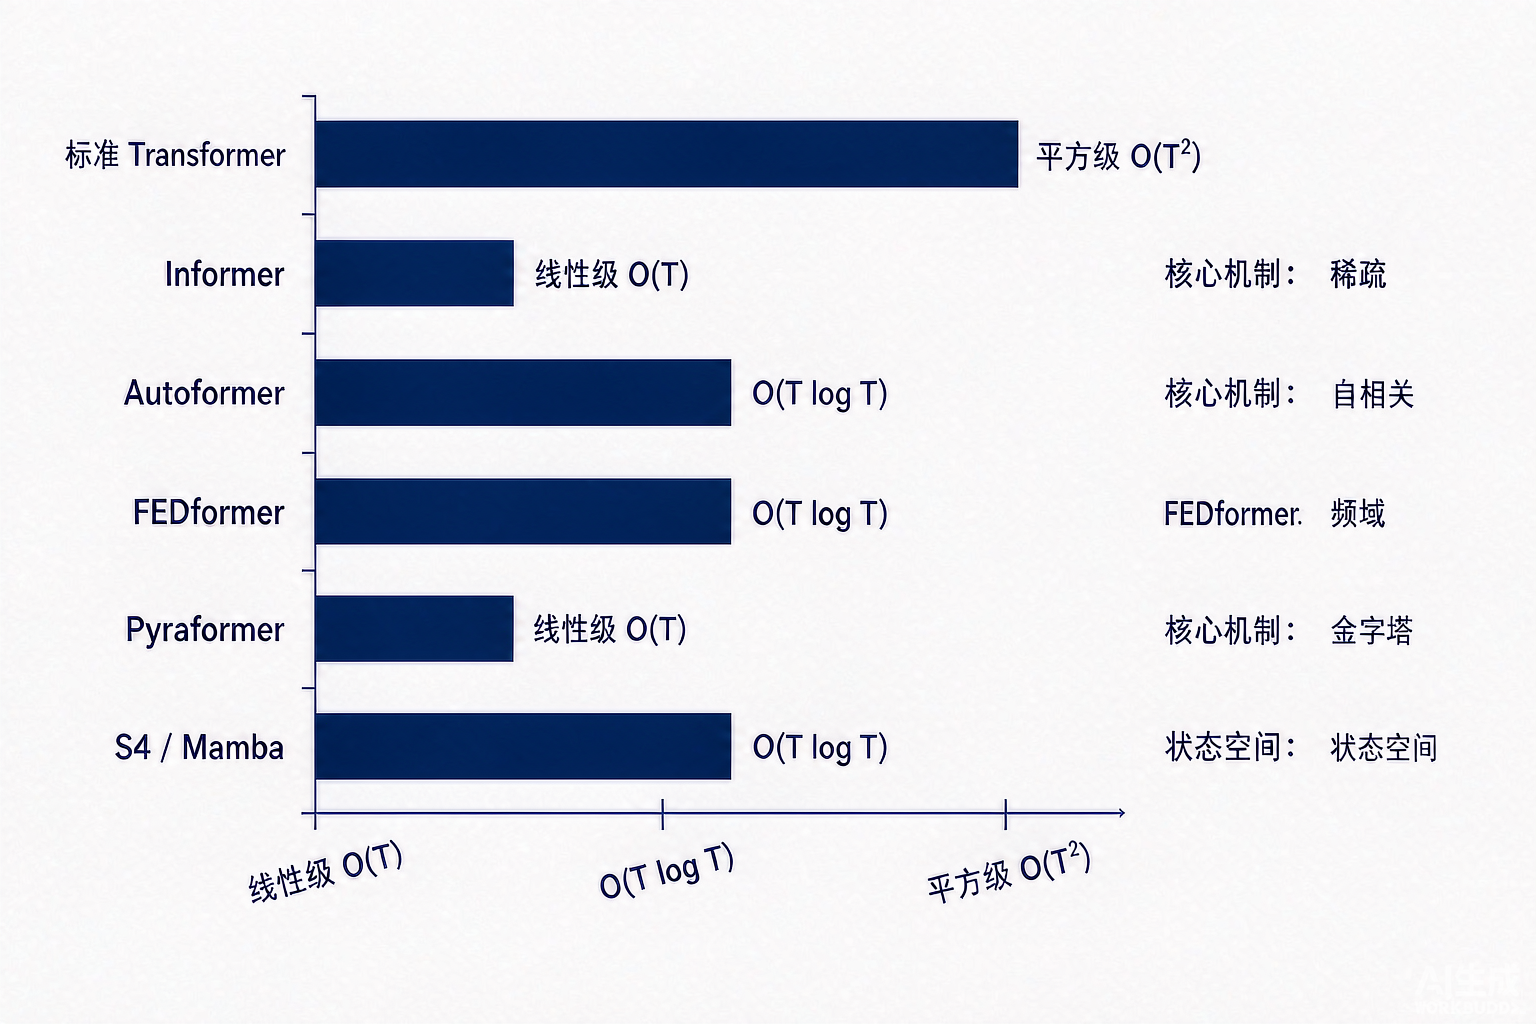 标准 Transformer 平方级 O(T²)
Informer 线性级 O(T) 核心机制： 稀疏
Autoformer O(T log T) 核心机制： 自相关
FEDformer O(T log T) FEDformer. 频域
Pyraformer 线性级 O(T) 核心机制： 金字塔
S4 / Mamba O(T log T) 状态空间： 状态空间
线性级 O(T) O(T log T) 平方级 O(T²)